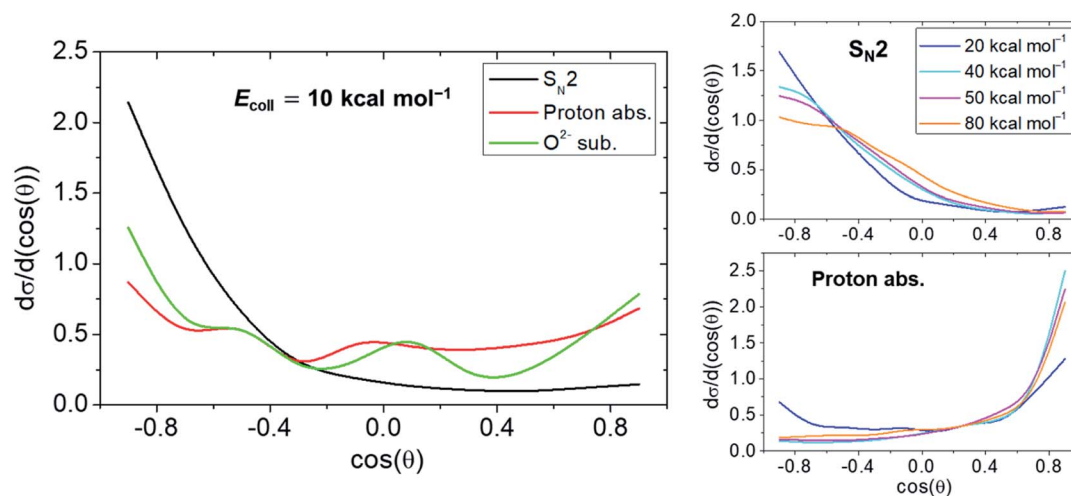 2.5
2.0
1.5
1.0
0.5
0.0
dσ/d(cos(θ))
E_coll = 10 kcal mol⁻¹
S_N2
Proton abs.
O²⁻ sub.
-0.8 -0.4 0.0 0.4 0.8
cos(θ)
2.0
1.5
1.0
0.5
0.0
dσ/d(cos(θ))
S_N2
20 kcal mol⁻¹
40 kcal mol⁻¹
50 kcal mol⁻¹
80 kcal mol⁻¹
-0.8 -0.4 0.0 0.4 0.8
2.5
2.0
1.5
1.0
0.5
0.0
dσ/d(cos(θ))
Proton abs.
-0.8 -0.4 0.0 0.4 0.8
cos(θ)